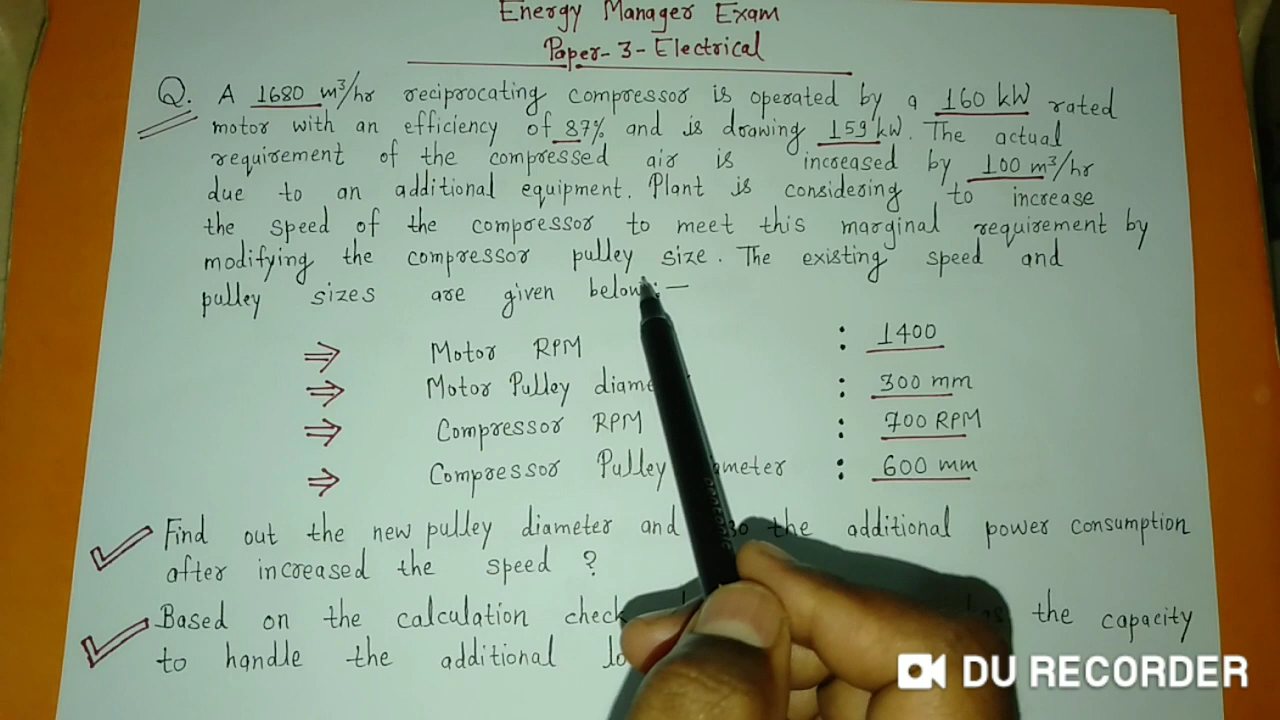 Energy Manager Exam
Paper-3-Electrical
Q. A 1680 m³/hr reciprocating compressor is operated by a 160 kW rated
motor with an efficiency of 87% and is drawing 159 kW. The actual
requirement of the compressed air is increased by 100 m³/hr
due to an additional equipment. Plant is considering to increase
the speed of the compressor to meet this marginal requirement by
modifying the compressor pulley size. The existing speed and
pulley sizes are given below:-
⇒ Motor RPM : 1400
⇒ Motor Pulley : 300 mm
⇒ Compressor RPM : 700 RPM
⇒ Compressor Pulley : 600 mm
Find out the new pulley diameter and the additional power consumption
after increased the speed ?
Based on the calculation check the capacity
to handle the additional
DU RECORDER